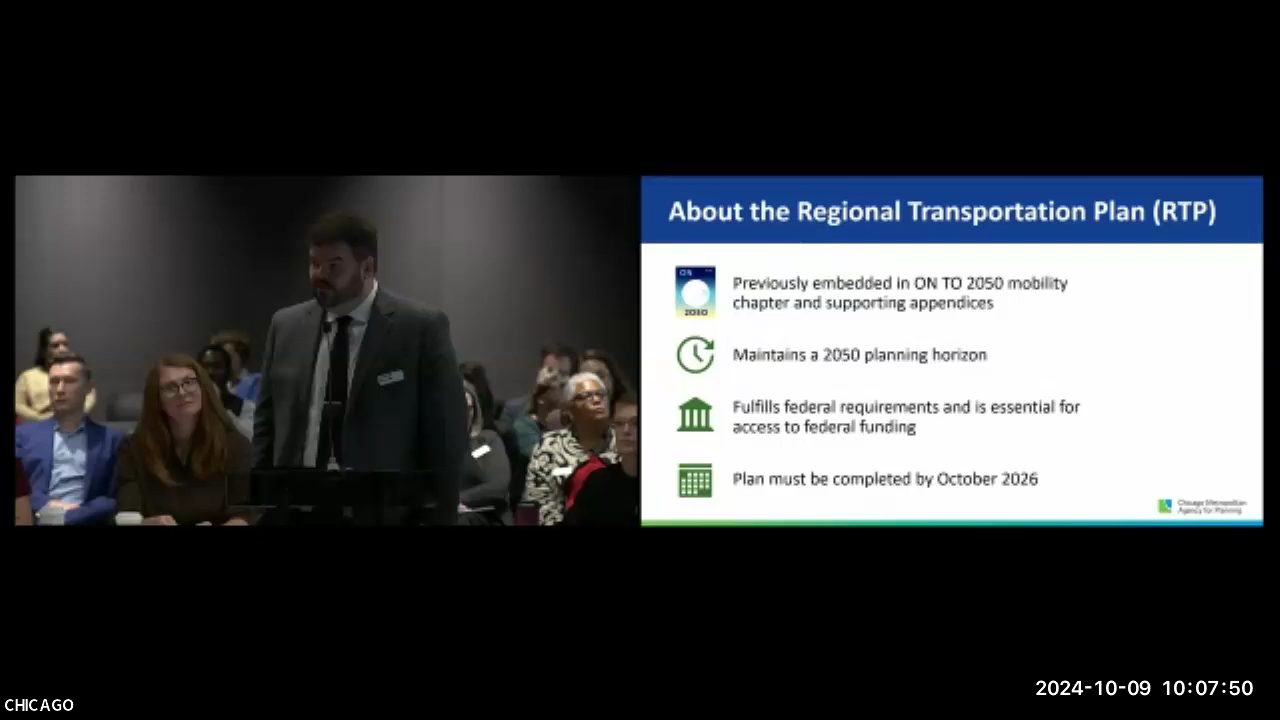 About the Regional Transportation Plan (RTP)
ON
2050
Previously embedded in ON TO 2050 mobility
chapter and supporting appendices
Maintains a 2050 planning horizon
Fulfills federal requirements and is essential for
access to federal funding
Plan must be completed by October 2026
Chicago Metropolitan
Agency for Planning
2024-10-09 10:07:50
CHICAGO